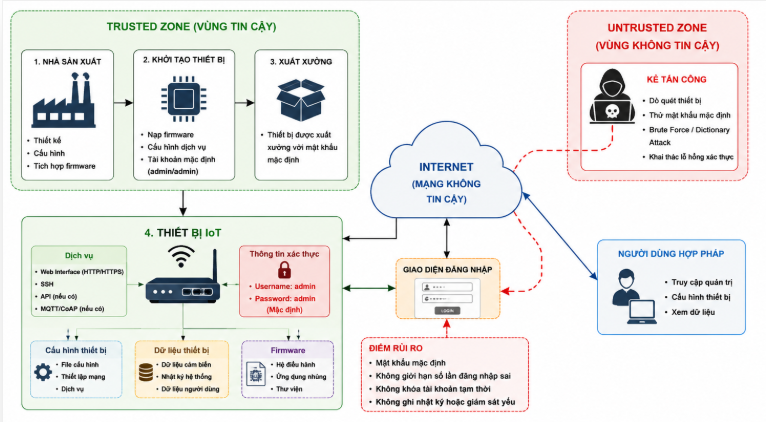 TRUSTED ZONE (VÙNG TIN CẬY)
1. NHÀ SẢN XUẤT
• Thiết kế
• Cấu hình
• Tích hợp firmware
2. KHỞI TẠO THIẾT BỊ
• Nạp firmware
• Cấu hình dịch vụ
• Tài khoản mặc định
(admin/admin)
3. XUẤT XƯỞNG
• Thiết bị được xuất
xưởng với mật khẩu
mặc định
UNTRUSTED ZONE
(VÙNG KHÔNG TIN CẬY)
KẺ TẤN CÔNG
• Dò quét thiết bị
• Thử mật khẩu mặc định
• Brute Force / Dictionary
Attack
• Khai thác lỗ hổng xác thực
INTERNET
(MẠNG KHÔNG
TIN CẬY)
4. THIẾT BỊ IoT
Dịch vụ
• Web Interface (HTTP/HTTPS)
• SSH
• API (nếu có)
• MQTT/CoAP (nếu có)
Thông tin xác thực
• Username: admin
• Password: admin
(Mặc định)
Cấu hình thiết bị
• File cấu hình
• Thiết lập mạng
• Dịch vụ
Dữ liệu thiết bị
• Dữ liệu cảm biến
• Nhật ký hệ thống
• Dữ liệu người dùng
Firmware
• Hệ điều hành
• Ứng dụng nhúng
• Thư viện
GIAO DIỆN ĐĂNG NHẬP
LOGIN
NGƯỜI DÙNG HỢP PHÁP
• Truy cập quản trị
• Cấu hình thiết bị
• Xem dữ liệu
ĐIỂM RỦI RO
• Mật khẩu mặc định
• Không giới hạn số lần đăng nhập sai
• Không khóa tài khoản tạm thời
• Không ghi nhật ký hoặc giám sát yếu